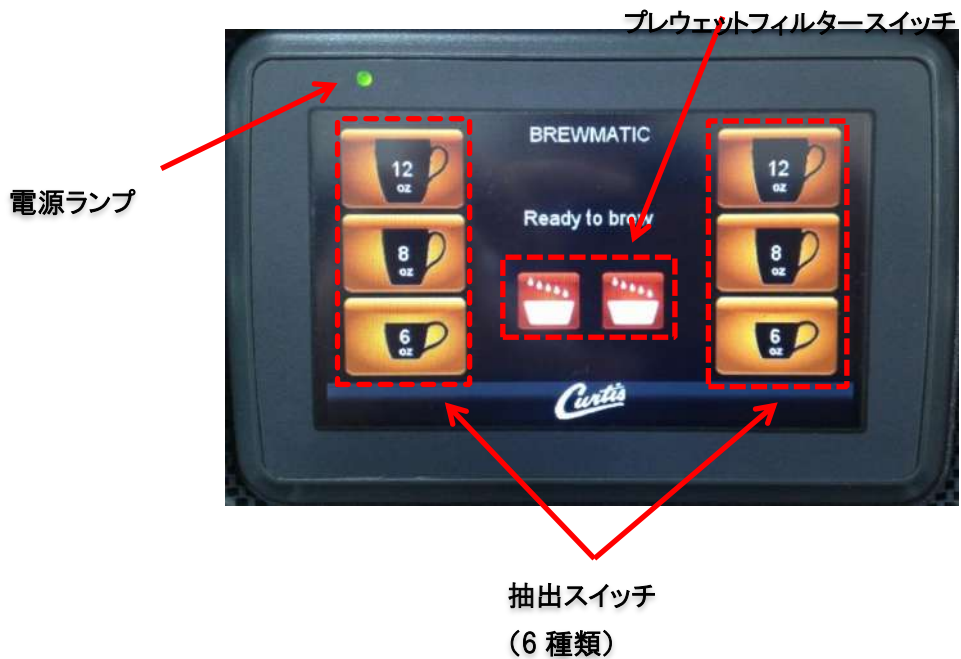 プレウェットフィルタースイッチ
電源ランプ
BREWMATIC
Ready to brew
12
oz
8
oz
6
oz
12
oz
8
oz
6
oz
Curtis
抽出スイッチ
（6 種類）